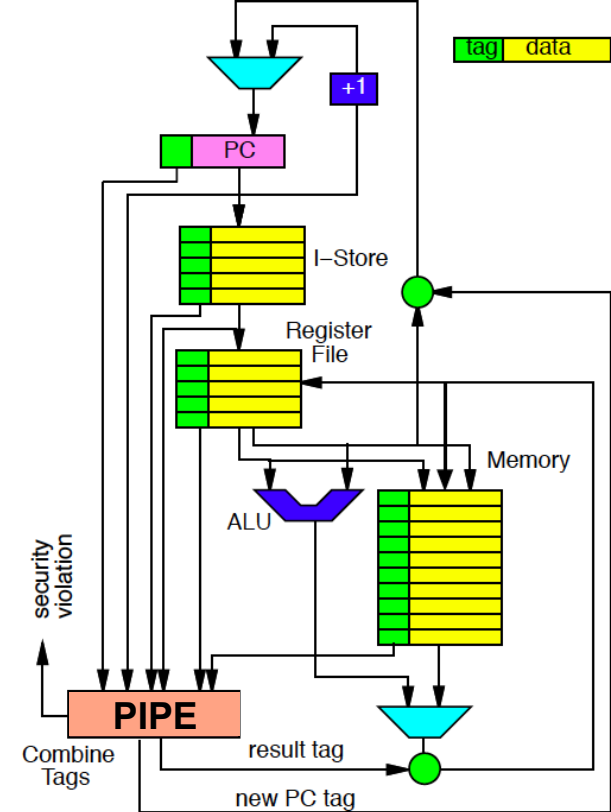 tag data
+1
PC
I-Store
Register
File
Memory
ALU
security
violation
PIPE
Combine
Tags
result tag
new PC tag